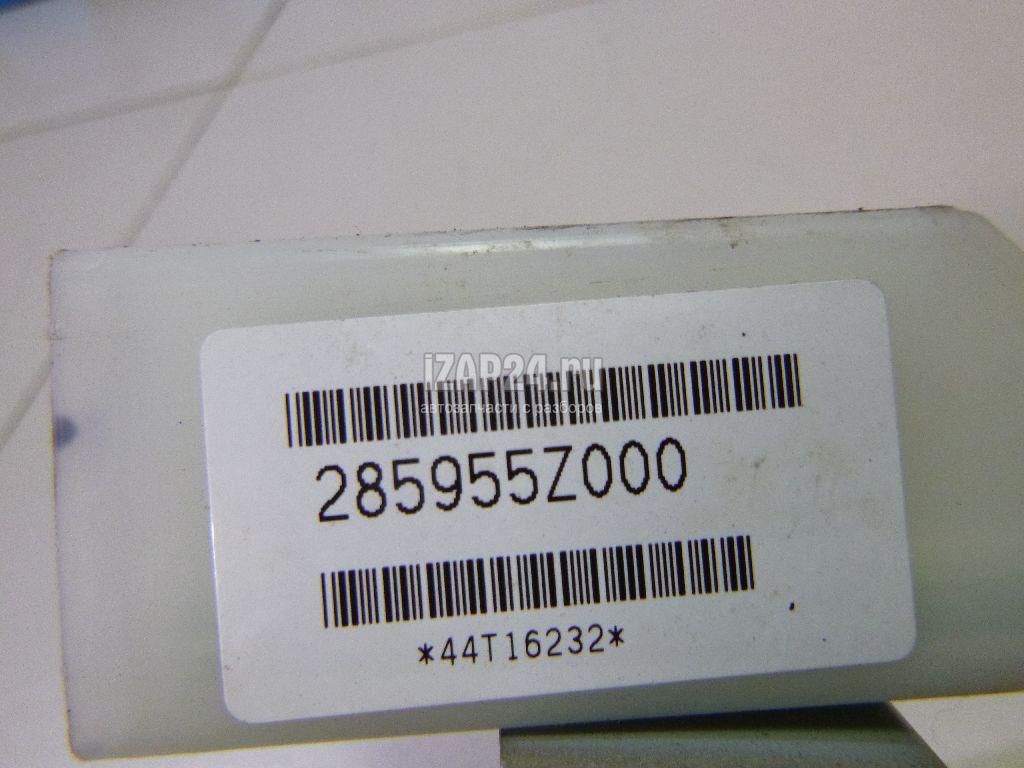 iZAP24.ru
автозапчасти с разборов
285955Z000
*44T16232*